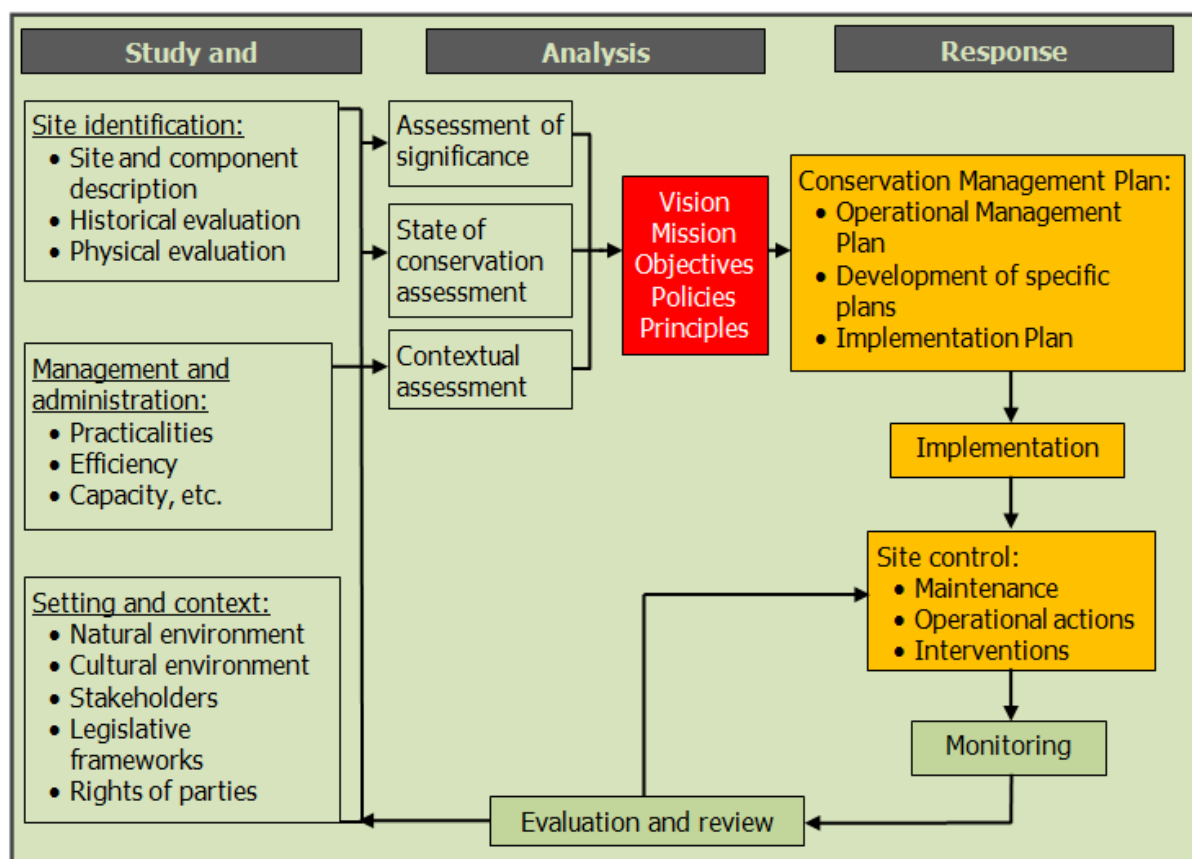 Study and
Analysis
Response
Site identification:
• Site and component
description
• Historical evaluation
• Physical evaluation
Management and
administration:
• Practicalities
• Efficiency
• Capacity, etc.
Setting and context:
• Natural environment
• Cultural environment
• Stakeholders
• Legislative
frameworks
• Rights of parties
Assessment of
significance
State of
conservation
assessment
Contextual
assessment
Vision
Mission
Objectives
Policies
Principles
Conservation Management Plan:
• Operational Management
Plan
• Development of specific
plans
• Implementation Plan
Implementation
Site control:
• Maintenance
• Operational actions
• Interventions
Monitoring
Evaluation and review